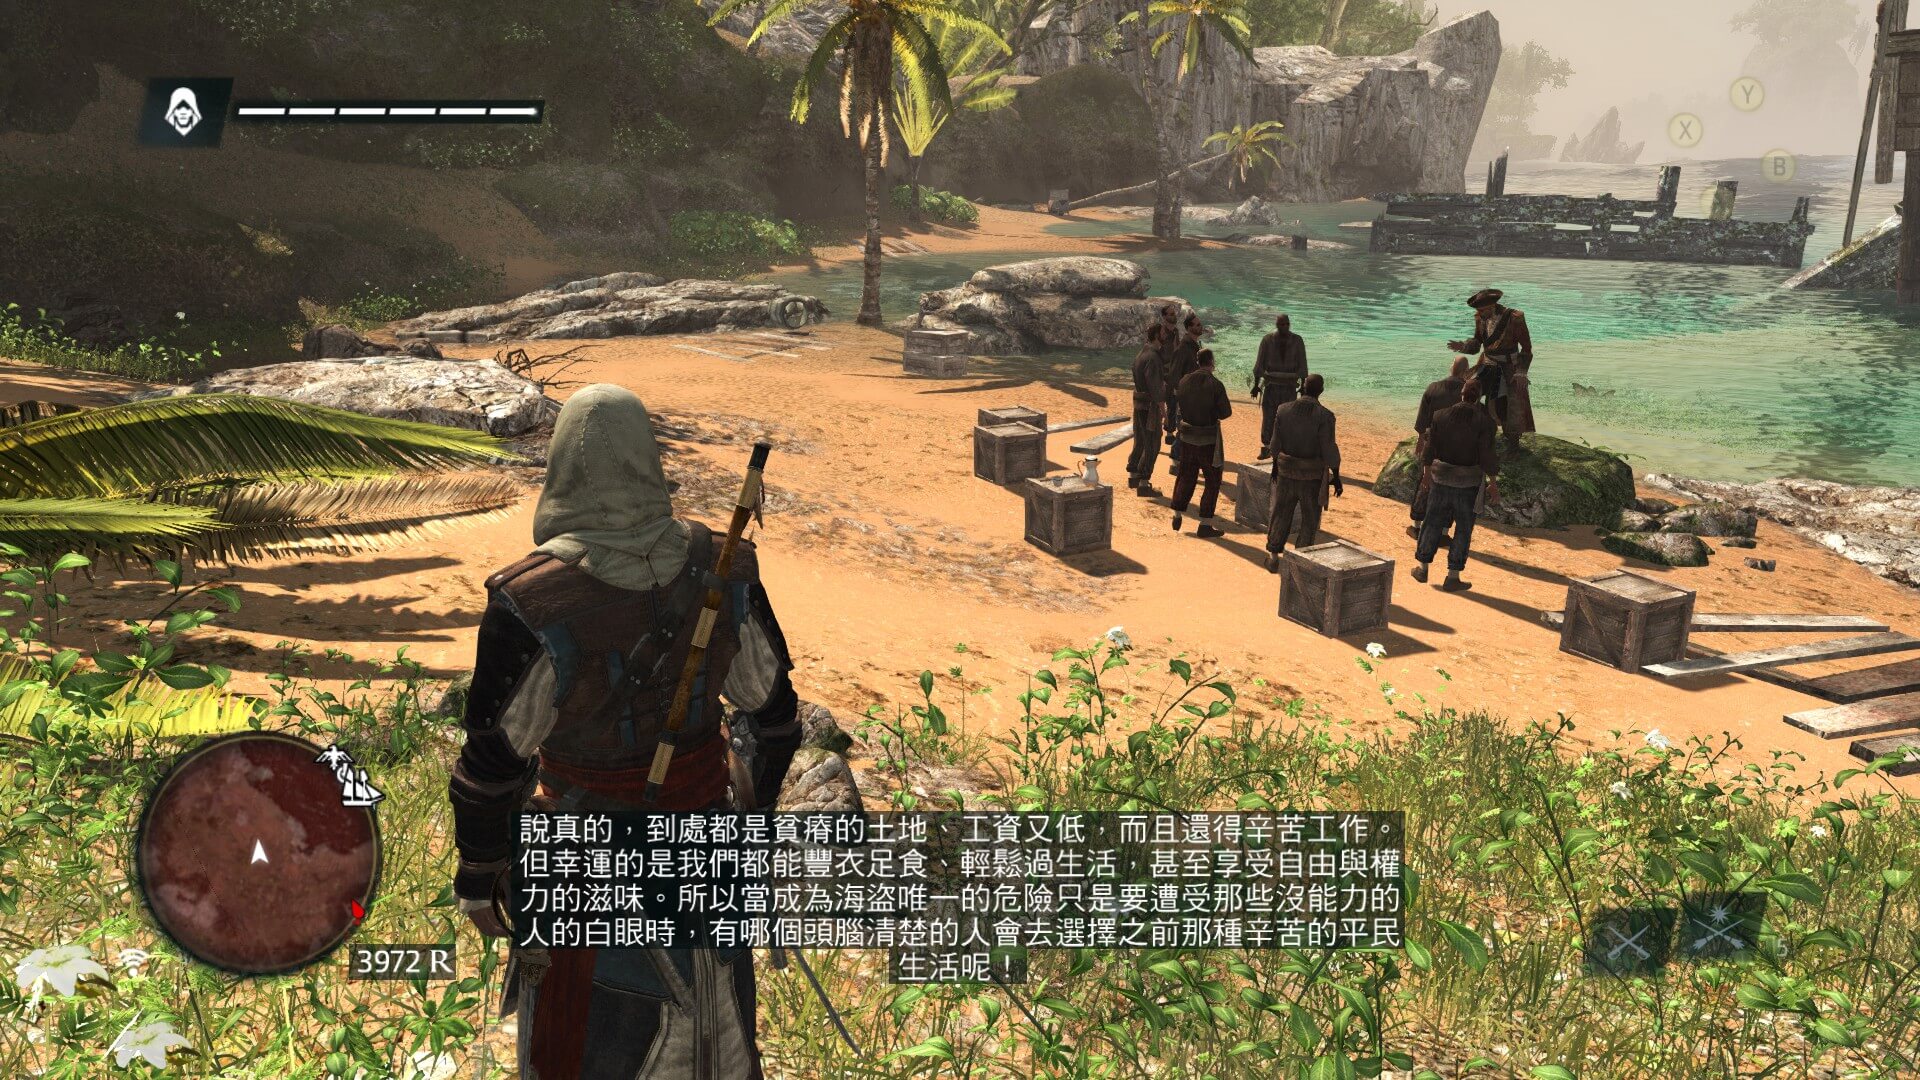 Y
X
B
說真的，到處都是貧瘠的土地、工資又低，而且還得辛苦工作。
但幸運的是我們都能豐衣足食、輕鬆過生活，甚至享受自由與權
力的滋味。所以當成為海盜唯一的危險只是要遭受那些沒能力的
人的白眼時，有哪個頭腦清楚的人會去選擇之前那種辛苦的平民
生活呢！
3972 R
5